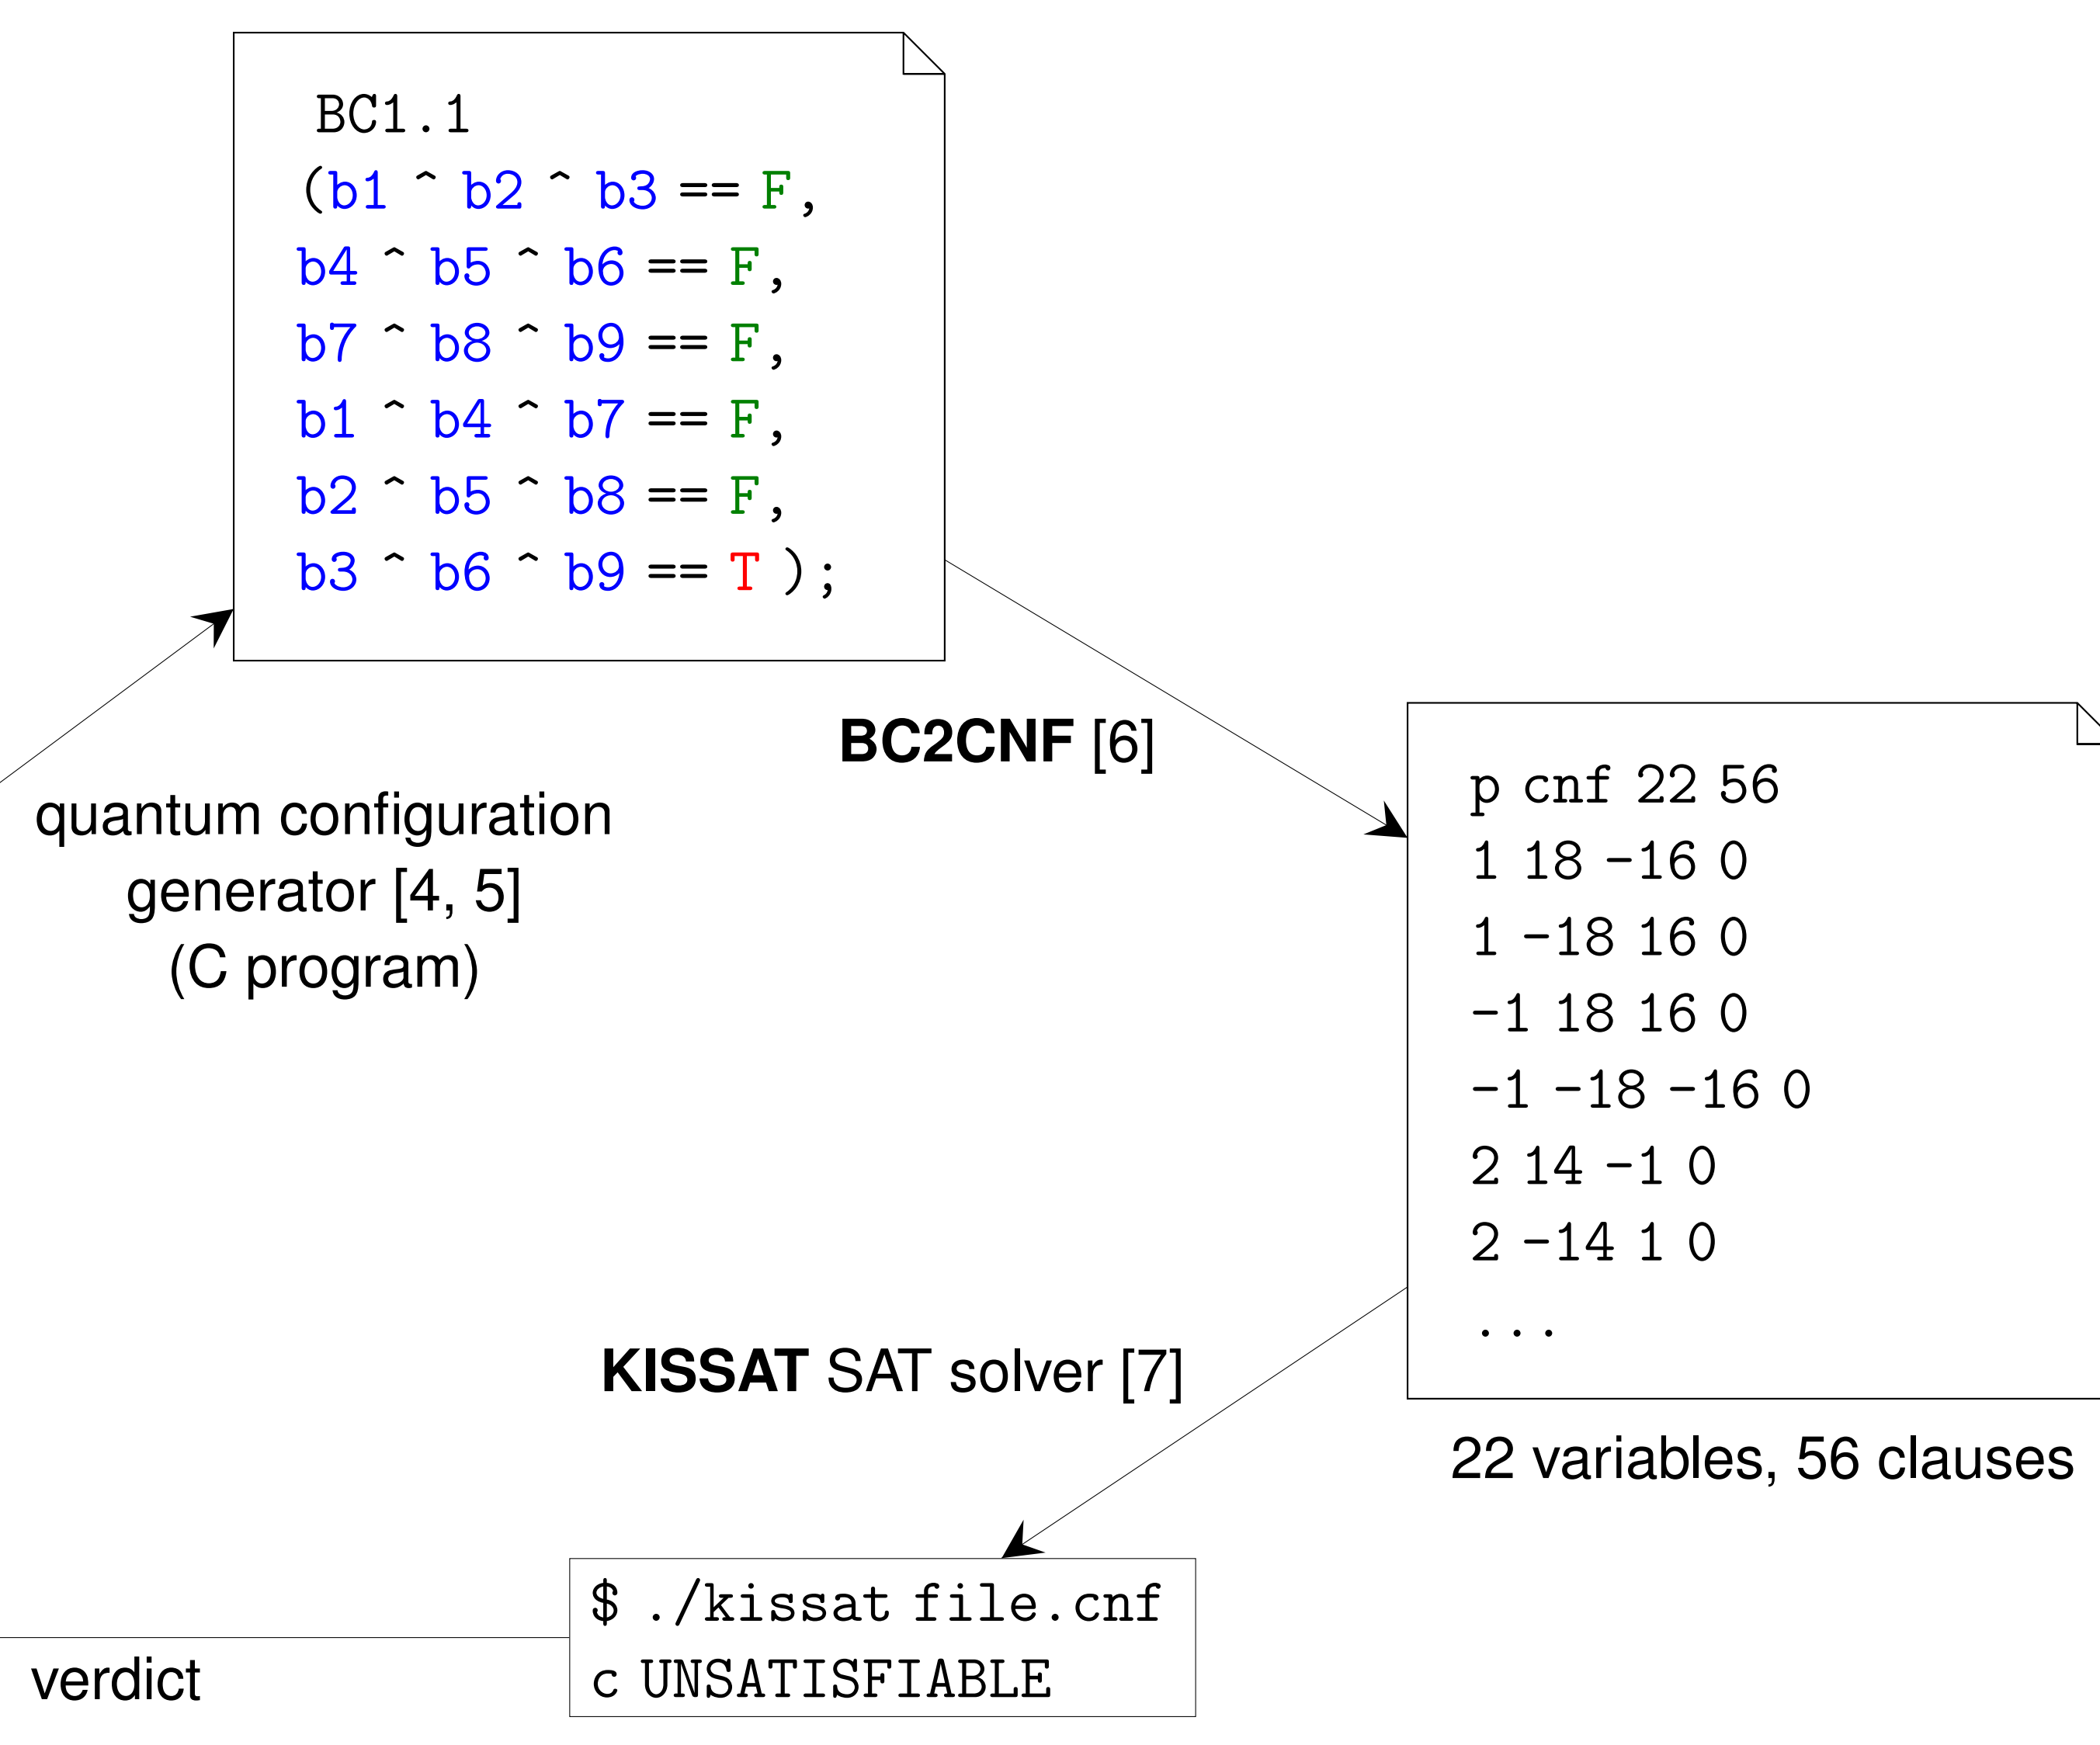 BC1.1
(b1 ^ b2 ^ b3 == F,
b4 ^ b5 ^ b6 == F,
b7 ^ b8 ^ b9 == F,
b1 ^ b4 ^ b7 == F,
b2 ^ b5 ^ b8 == F,
b3 ^ b6 ^ b9 == T );
quantum configuration
generator [4, 5]
(C program)
BC2CNF [6]
p cnf 22 56
1 18 -16 0
1 -18 16 0
-1 18 16 0
-1 -18 -16 0
2 14 -1 0
2 -14 1 0
...
22 variables, 56 clauses
KISSAT SAT solver [7]
$ ./kissat file.cnf
c UNSATISFIABLE
verdict